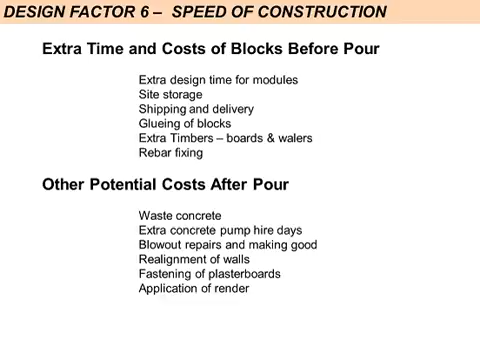 DESIGN FACTOR 6 – SPEED OF CONSTRUCTION
Extra Time and Costs of Blocks Before Pour
Extra design time for modules
Site storage
Shipping and delivery
Glueing of blocks
Extra Timbers – boards & walers
Rebar fixing
Other Potential Costs After Pour
Waste concrete
Extra concrete pump hire days
Blowout repairs and making good
Realignment of walls
Fastening of plasterboards
Application of render